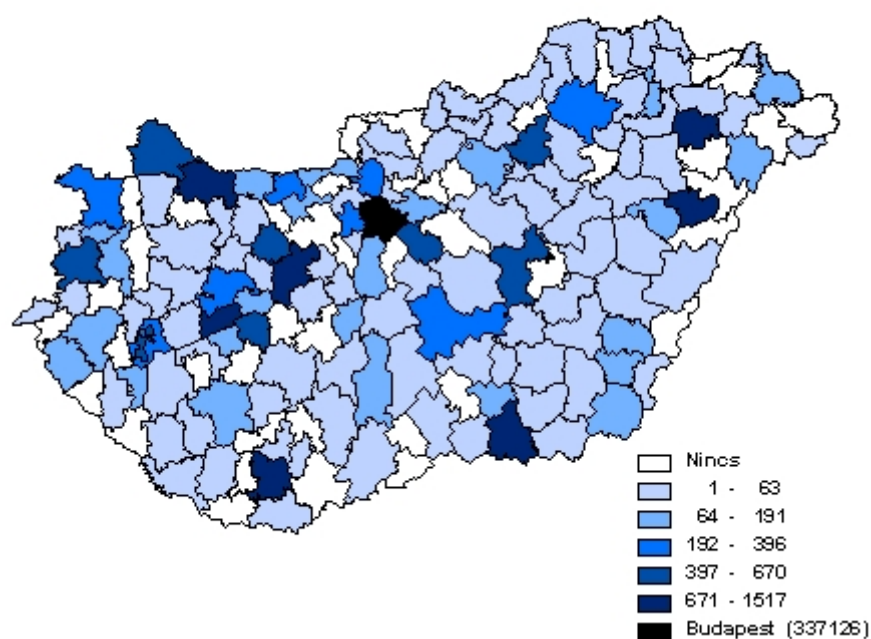 Nincs
1 - 63
64 - 191
192 - 396
397 - 670
671 - 1517
Budapest (337126)